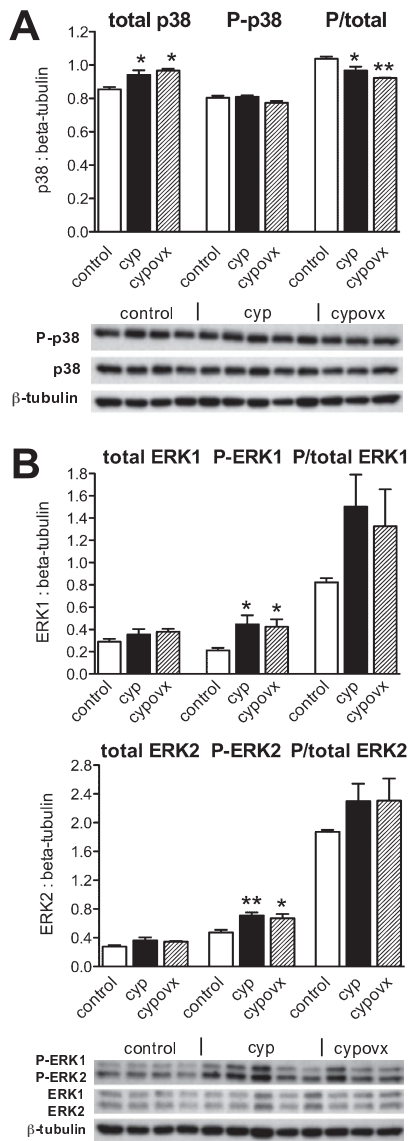 A
total p38 P-p38 P/total
p38 : beta-tubulin
1.2
1.0
0.8
0.6
0.4
0.2
0.0
* * * **
control cyp cypovx control cyp cypovx control cyp cypovx
control | cyp | cypovx
P-p38
p38
β-tubulin
B
total ERK1 P-ERK1 P/total ERK1
ERK1 : beta-tubulin
1.8
1.6
1.4
1.2
1.0
0.8
0.6
0.4
0.2
0.0
* *
control cyp cypovx control cyp cypovx control cyp cypovx
total ERK2 P-ERK2 P/total ERK2
ERK2 : beta-tubulin
2.8
2.4
2.0
1.6
1.2
0.8
0.4
0.0
** *
control cyp cypovx control cyp cypovx control cyp cypovx
control | cyp | cypovx
P-ERK1
P-ERK2
ERK1
ERK2
β-tubulin